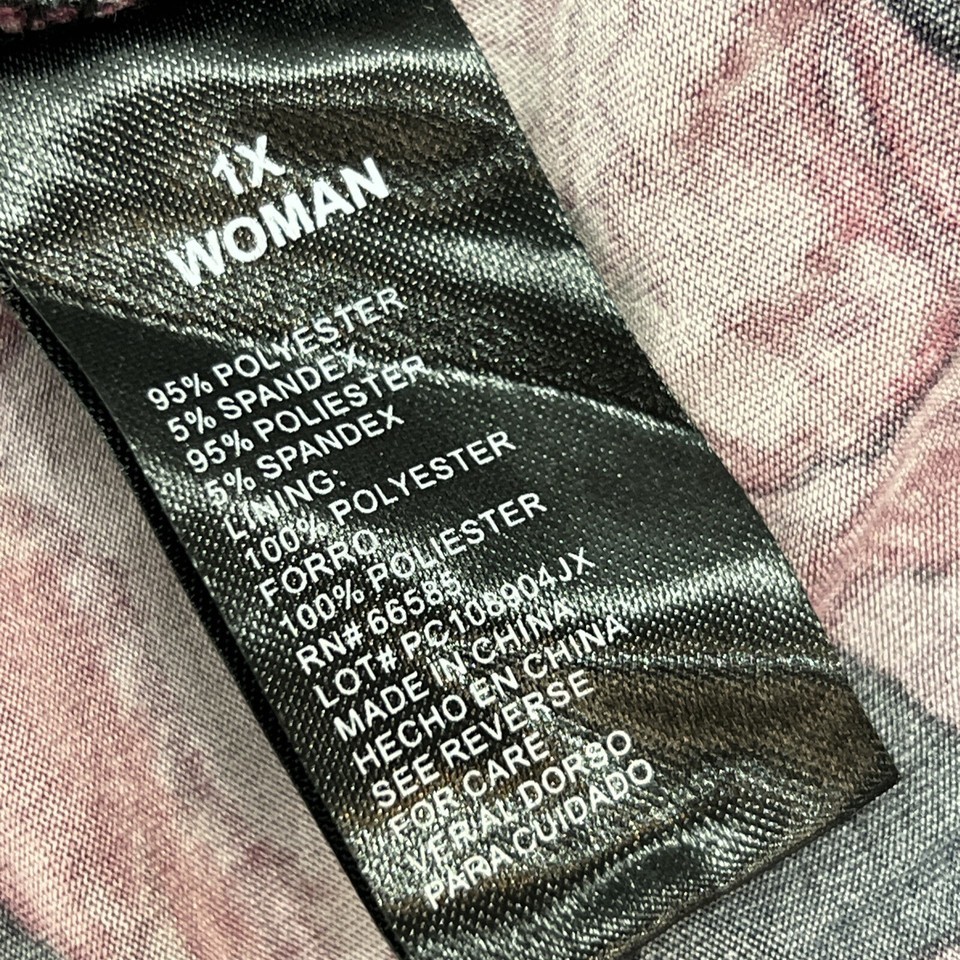 1X
WOMAN
95% POLYESTER
5% SPANDEX
95% POLIESTER
5% SPANDEX
LINING:
100% POLYESTER
FORRO
100% POLIESTER
RN# 66585
LOT# PC108904JX
MADE IN CHINA
HECHO EN CHINA
SEE REVERSE
FOR CARE
VER AL DORSO
PARA CUIDADO